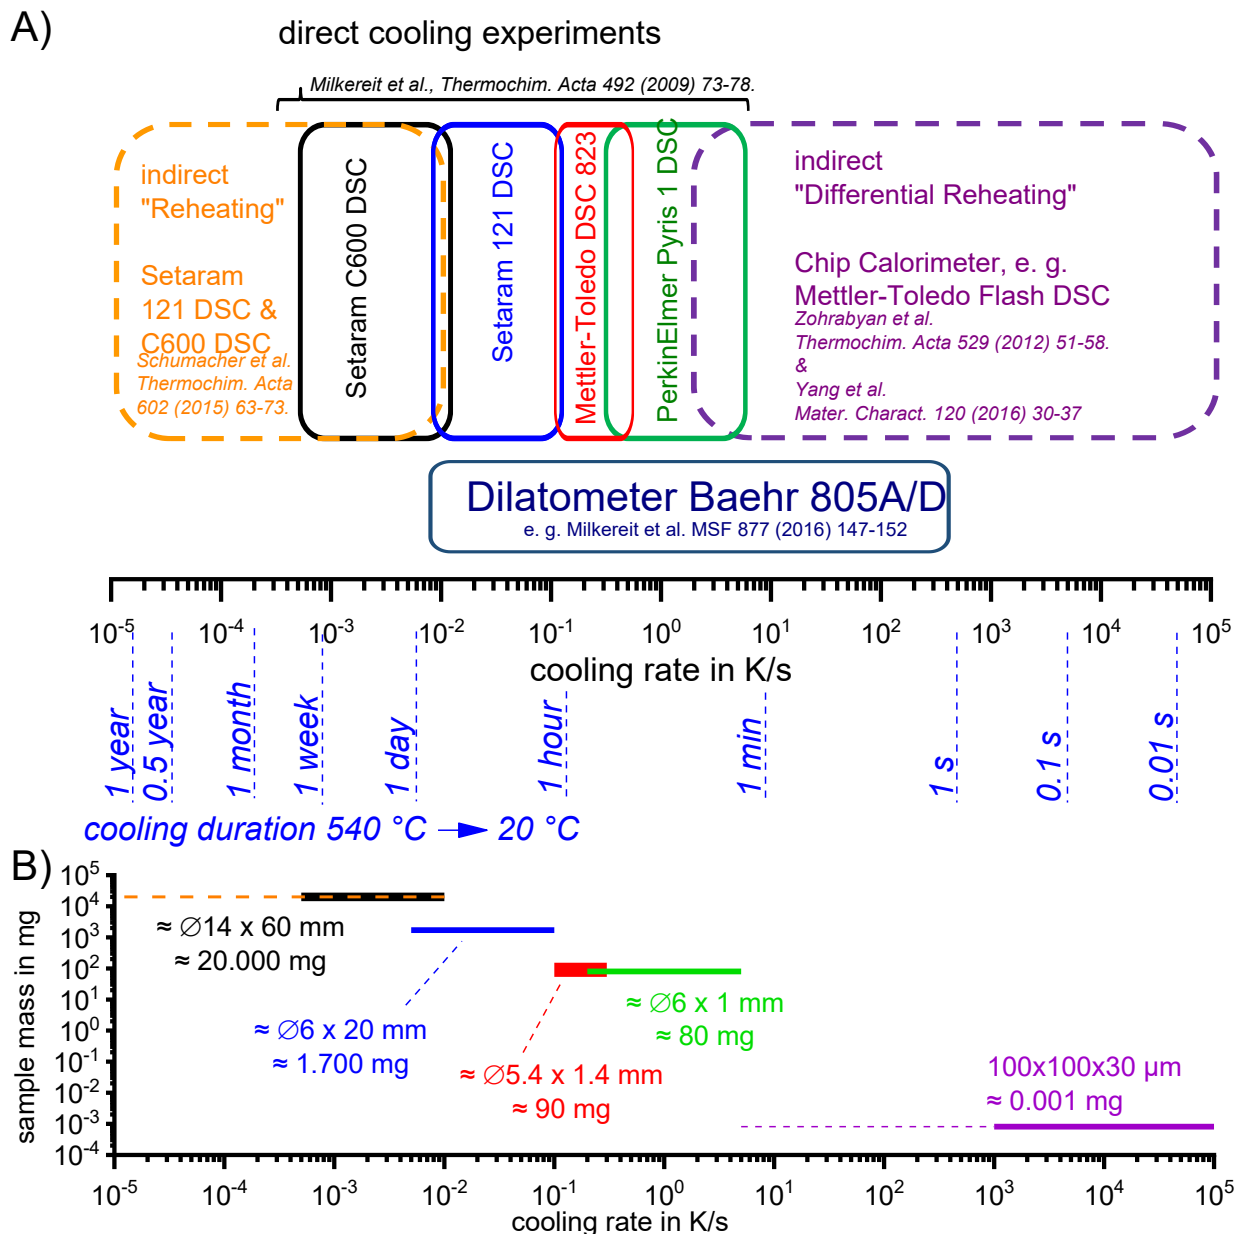 A)
direct cooling experiments
Milkereit et al., Thermochim. Acta 492 (2009) 73-78.
indirect
"Reheating"
Setaram
121 DSC &
C600 DSC
Schumacher et al.
Thermochim. Acta
602 (2015) 63-73.
Setaram C600 DSC
Setaram 121 DSC
Mettler-Toledo DSC 823
PerkinElmer Pyris 1 DSC
indirect
"Differential Reheating"
Chip Calorimeter, e. g.
Mettler-Toledo Flash DSC
Zohrabyan et al.
Thermochim. Acta 529 (2012) 51-58.
&
Yang et al.
Mater. Charact. 120 (2016) 30-37
Dilatometer Baehr 805A/D
e. g. Milkereit et al. MSF 877 (2016) 147-152
10⁻⁵ 10⁻⁴ 10⁻³ 10⁻² 10⁻¹ 10⁰ 10¹ 10² 10³ 10⁴ 10⁵
cooling rate in K/s
1 year
0.5 year
1 month
1 week
1 day
1 hour
1 min
1 s
0.1 s
0.01 s
cooling duration 540 °C → 20 °C
B)
sample mass in mg
10⁵
10⁴
10³
10²
10¹
10⁰
10⁻¹
10⁻²
10⁻³
10⁻⁴
≈ ∅14 x 60 mm
≈ 20.000 mg
≈ ∅6 x 20 mm
≈ 1.700 mg
≈ ∅5.4 x 1.4 mm
≈ 90 mg
≈ ∅6 x 1 mm
≈ 80 mg
100x100x30 µm
≈ 0.001 mg
10⁻⁵ 10⁻⁴ 10⁻³ 10⁻² 10⁻¹ 10⁰ 10¹ 10² 10³ 10⁴ 10⁵
cooling rate in K/s